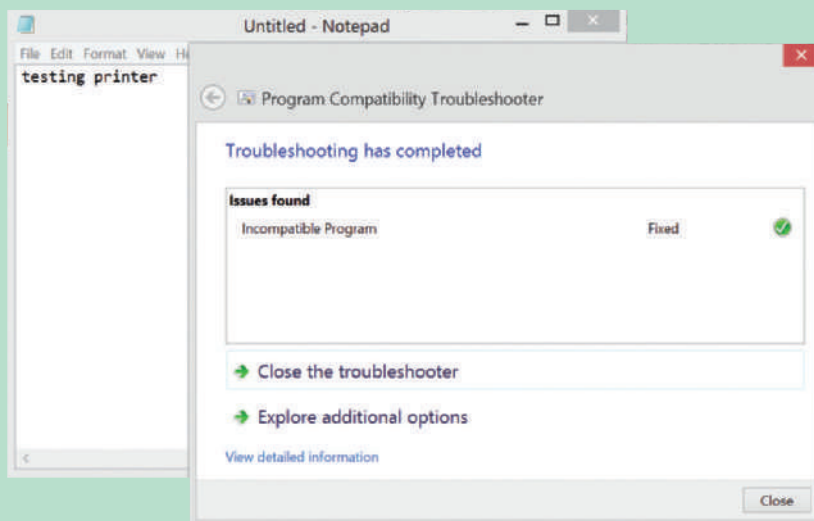 Untitled - Notepad
File Edit Format View He
testing printer
Program Compatibility Troubleshooter
Troubleshooting has completed
Issues found
Incompatible Program Fixed
Close the troubleshooter
Explore additional options
View detailed information
Close